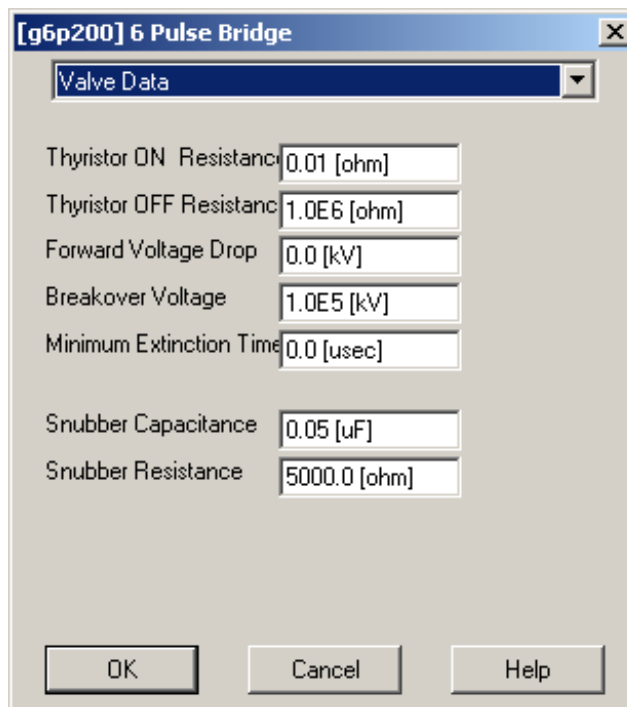 [g6p200] 6 Pulse Bridge
Valve Data
Thyristor ON  Resistanc 0.01 [ohm]
Thyristor OFF Resistanc 1.0E6 [ohm]
Forward Voltage Drop 0.0 [kV]
Breakover Voltage 1.0E5 [kV]
Minimum Extinction Time 0.0 [usec]
Snubber Capacitance 0.05 [uF]
Snubber Resistance 5000.0 [ohm]
OK Cancel Help